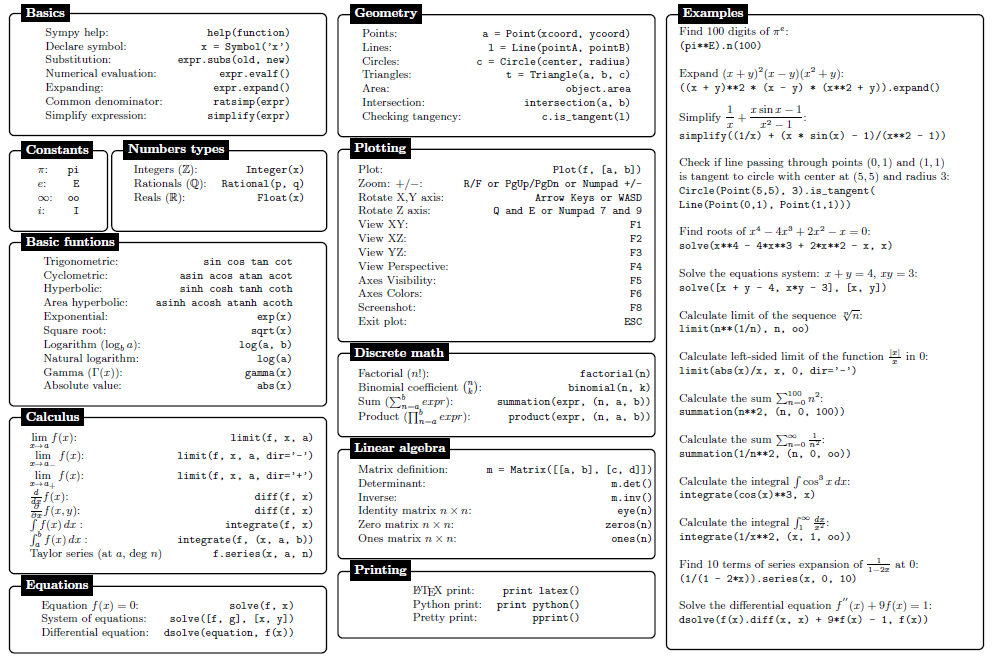 Basics
Sympy help: help(function)
Declare symbol: x = Symbol('x')
Substitution: expr.subs(old, new)
Numerical evaluation: expr.evalf()
Expanding: expr.expand()
Common denominator: ratsimp(expr)
Simplify expression: simplify(expr)
Constants
π: pi
e: E
∞: oo
i: I
Numbers types
Integers (ℤ): Integer(x)
Rationals (ℚ): Rational(p, q)
Reals (ℝ): Float(x)
Basic funtions
Trigonometric: sin cos tan cot
Cyclometric: asin acos atan acot
Hyperbolic: sinh cosh tanh coth
Area hyperbolic: asinh acosh atanh acoth
Exponential: exp(x)
Square root: sqrt(x)
Logarithm (log_b a): log(a, b)
Natural logarithm: log(a)
Gamma (Γ(x)): gamma(x)
Absolute value: abs(x)
Calculus
lim_{x→a} f(x): limit(f, x, a)
lim_{x→a_-} f(x): limit(f, x, a, dir='-')
lim_{x→a_+} f(x): limit(f, x, a, dir='+')
d/dx f(x): diff(f, x)
∂/∂x f(x, y): diff(f, x)
∫ f(x) dx : integrate(f, x)
∫_a^b f(x) dx : integrate(f, (x, a, b))
Taylor series (at a, deg n) f.series(x, a, n)
Equations
Equation f(x) = 0: solve(f, x)
System of equations: solve([f, g], [x, y])
Differential equation: dsolve(equation, f(x))
Geometry
Points: a = Point(xcoord, ycoord)
Lines: l = Line(pointA, pointB)
Circles: c = Circle(center, radius)
Triangles: t = Triangle(a, b, c)
Area: object.area
Intersection: intersection(a, b)
Checking tangency: c.is_tangent(l)
Plotting
Plot: Plot(f, [a, b])
Zoom: +/−: R/F or PgUp/PgDn or Numpad +/-
Rotate X,Y axis: Arrow Keys or WASD
Rotate Z axis: Q and E or Numpad 7 and 9
View XY: F1
View XZ: F2
View YZ: F3
View Perspective: F4
Axes Visibility: F5
Axes Colors: F6
Screenshot: F8
Exit plot: ESC
Discrete math
Factorial (n!): factorial(n)
Binomial coefficient (n k): binomial(n, k)
Sum (∑_{n=a}^b expr): summation(expr, (n, a, b))
Product (∏_{n=a}^b expr): product(expr, (n, a, b))
Linear algebra
Matrix definition: m = Matrix([[a, b], [c, d]])
Determinant: m.det()
Inverse: m.inv()
Identity matrix n × n: eye(n)
Zero matrix n × n: zeros(n)
Ones matrix n × n: ones(n)
Printing
LATEX print: print latex()
Python print: print python()
Pretty print: pprint()
Examples
Find 100 digits of π^e:
(pi**E).n(100)
Expand (x + y)²(x − y)(x² + y):
((x + y)**2 * (x - y) * (x**2 + y)).expand()
Simplify 1/x + (x sin x − 1)/(x² − 1):
simplify((1/x) + (x * sin(x) - 1)/(x**2 - 1))
Check if line passing through points (0, 1) and (1, 1)
is tangent to circle with center at (5, 5) and radius 3:
Circle(Point(5,5), 3).is_tangent(
Line(Point(0,1), Point(1,1)))
Find roots of x⁴ − 4x³ + 2x² − x = 0:
solve(x**4 - 4*x**3 + 2*x**2 - x, x)
Solve the equations system: x + y = 4, xy = 3:
solve([x + y - 4, x*y - 3], [x, y])
Calculate limit of the sequence ⁿ√n:
limit(n**(1/n), n, oo)
Calculate left-sided limit of the function |x|/x in 0:
limit(abs(x)/x, x, 0, dir='-')
Calculate the sum ∑_{n=0}^{100} n²:
summation(n**2, (n, 0, 100))
Calculate the sum ∑_{n=0}^∞ 1/n²:
summation(1/n**2, (n, 0, oo))
Calculate the integral ∫ cos³ x dx:
integrate(cos(x)**3, x)
Calculate the integral ∫_1^∞ dx/x²:
integrate(1/x**2, (x, 1, oo))
Find 10 terms of series expansion of 1/(1−2x) at 0:
(1/(1 - 2*x)).series(x, 0, 10)
Solve the differential equation f''(x) + 9f(x) = 1:
dsolve(f(x).diff(x, x) + 9*f(x) - 1, f(x))